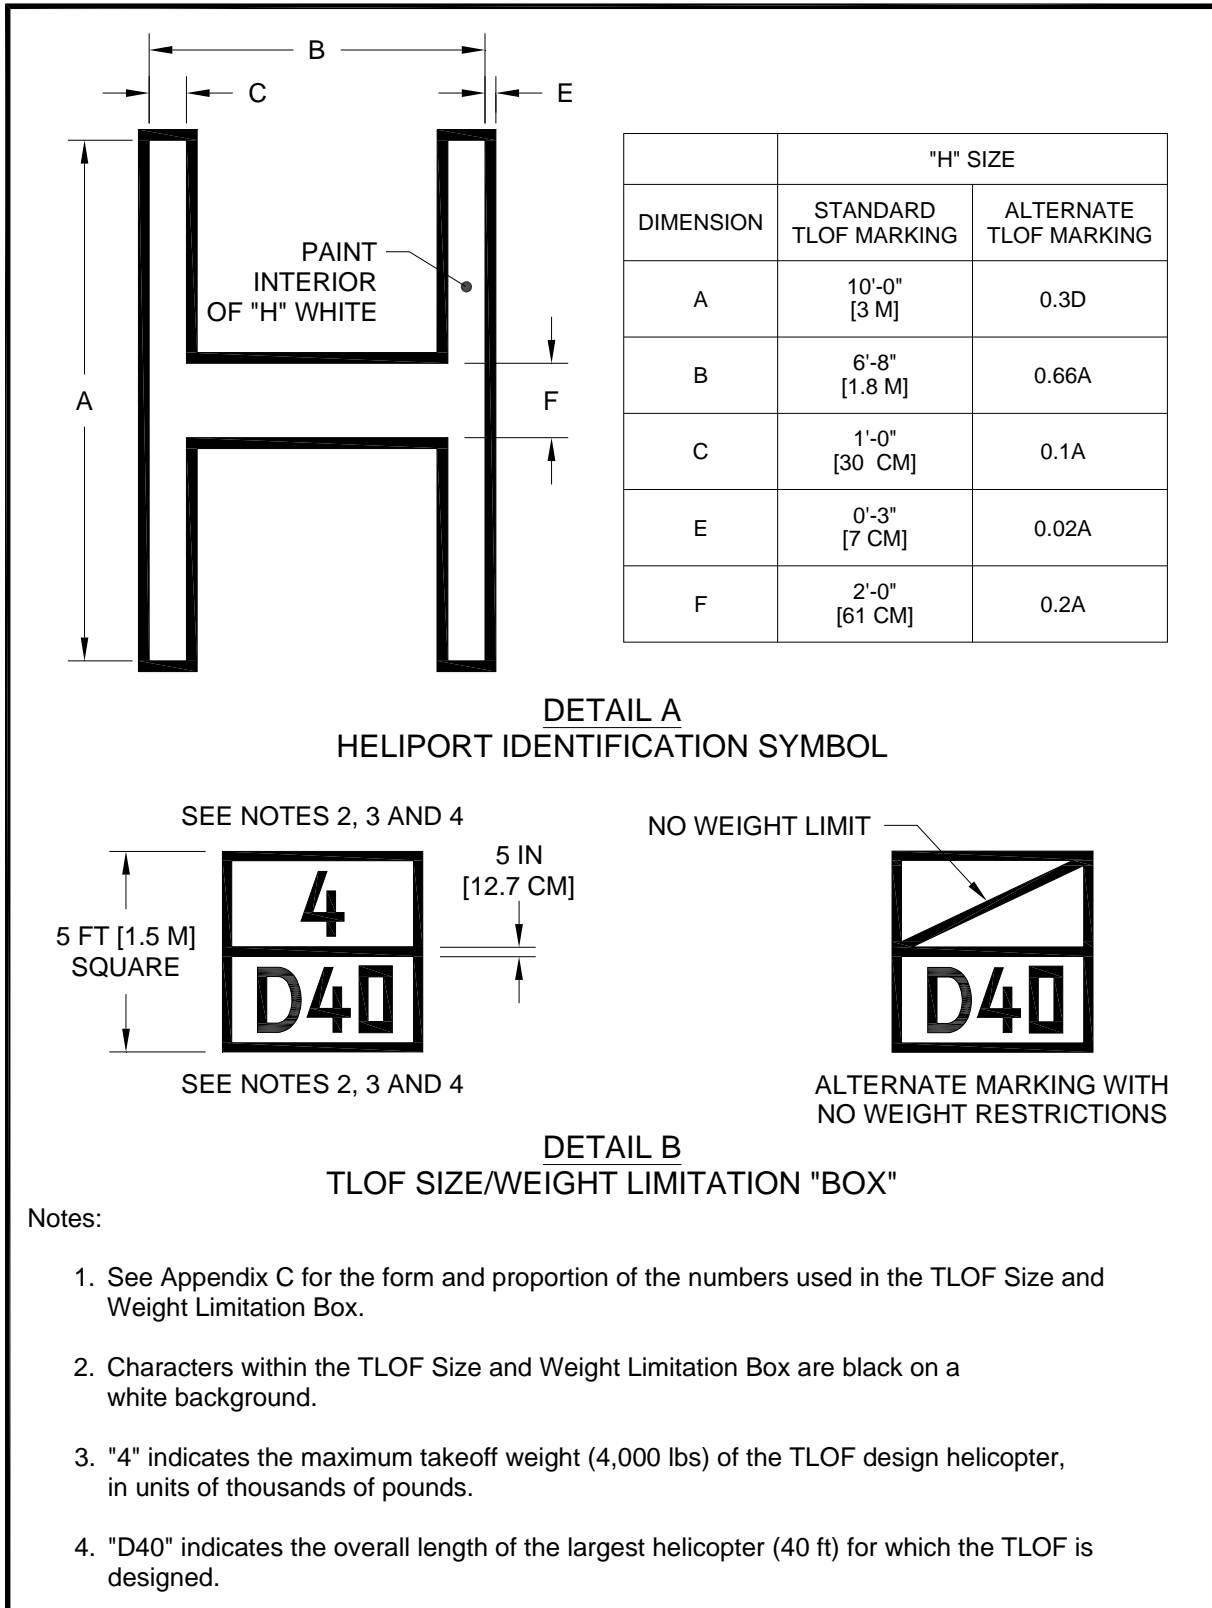 B
C
E
PAINT
INTERIOR
OF "H" WHITE
A
F
"H" SIZE
DIMENSION
STANDARD
TLOF MARKING
ALTERNATE
TLOF MARKING
A
10'-0"
[3 M]
0.3D
B
6'-8"
[1.8 M]
0.66A
C
1'-0"
[30 CM]
0.1A
E
0'-3"
[7 CM]
0.02A
F
2'-0"
[61 CM]
0.2A
DETAIL A
HELIPORT IDENTIFICATION SYMBOL
SEE NOTES 2, 3 AND 4
5 FT [1.5 M]
SQUARE
4
D40
5 IN
[12.7 CM]
SEE NOTES 2, 3 AND 4
NO WEIGHT LIMIT
D40
ALTERNATE MARKING WITH
NO WEIGHT RESTRICTIONS
DETAIL B
TLOF SIZE/WEIGHT LIMITATION "BOX"
Notes:
1. See Appendix C for the form and proportion of the numbers used in the TLOF Size and
Weight Limitation Box.
2. Characters within the TLOF Size and Weight Limitation Box are black on a
white background.
3. "4" indicates the maximum takeoff weight (4,000 lbs) of the TLOF design helicopter,
in units of thousands of pounds.
4. "D40" indicates the overall length of the largest helicopter (40 ft) for which the TLOF is
designed.